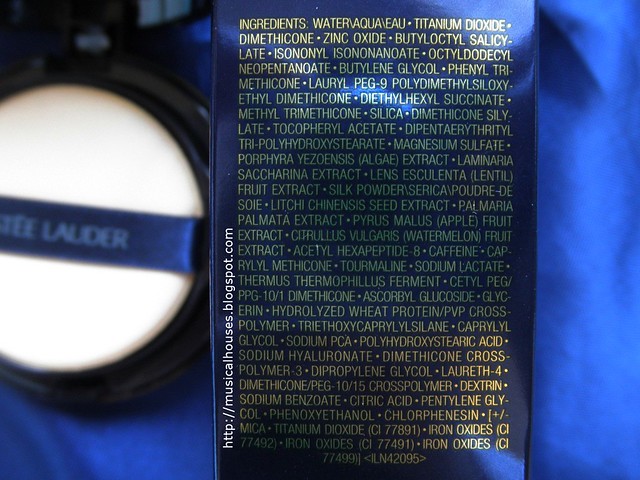 INGREDIENTS: WATER\AQUA\EAU • TITANIUM DIOXIDE •
DIMETHICONE • ZINC OXIDE • BUTYLOCTYL SALICY-
LATE • ISONONYL ISONONANOATE • OCTYLDODECYL
NEOPENTANOATE • BUTYLENE GLYCOL • PHENYL TRI-
METHICONE • LAURYL PEG-9 POLYDIMETHYLSILOXY-
ETHYL DIMETHICONE • DIETHYLHEXYL SUCCINATE •
METHYL TRIMETHICONE • SILICA • DIMETHICONE SILY-
LATE • TOCOPHERYL ACETATE • DIPENTAERYTHRITYL
TRI-POLYHYDROXYSTEARATE • MAGNESIUM SULFATE •
PORPHYRA YEZOENSIS (ALGAE) EXTRACT • LAMINARIA
SACCHARINA EXTRACT • LENS ESCULENTA (LENTIL)
FRUIT EXTRACT • SILK POWDER\SERICA\POUDRE-DE
SOIE • LITCHI CHINENSIS SEED EXTRACT • PALMARIA
PALMATA EXTRACT • PYRUS MALUS (APPLE) FRUIT
EXTRACT • CITRULLUS VULGARIS (WATERMELON) FRUIT
EXTRACT • ACETYL HEXAPEPTIDE-8 • CAFFEINE • CAP-
RYLYL METHICONE • TOURMALINE • SODIUM LACTATE •
THERMUS THERMOPHILLUS FERMENT • CETYL PEG/
PPG-10/1 DIMETHICONE • ASCORBYL GLUCOSIDE • GLYC-
ERIN • HYDROLYZED WHEAT PROTEIN/PVP CROSS-
POLYMER • TRIETHOXYCAPRYLYLSILANE • CAPRYLYL
GLYCOL • SODIUM PCA • POLYHYDROXYSTEARIC ACID •
SODIUM HYALURONATE • DIMETHICONE CROSS-
POLYMER-3 • DIPROPYLENE GLYCOL • LAURETH-4 •
DIMETHICONE/PEG-10/15 CROSSPOLYMER • DEXTRIN •
SODIUM BENZOATE • CITRIC ACID • PENTYLENE GLY-
COL • PHENOXYETHANOL • CHLORPHENESIN • [+/-
MICA • TITANIUM DIOXIDE (CI 77891) • IRON OXIDES (CI
77492) • IRON OXIDES (CI 77491) • IRON OXIDES (CI
77499)] <ILN42095>
STĒE LAUDER
http://musicalhouses.blogspot.com